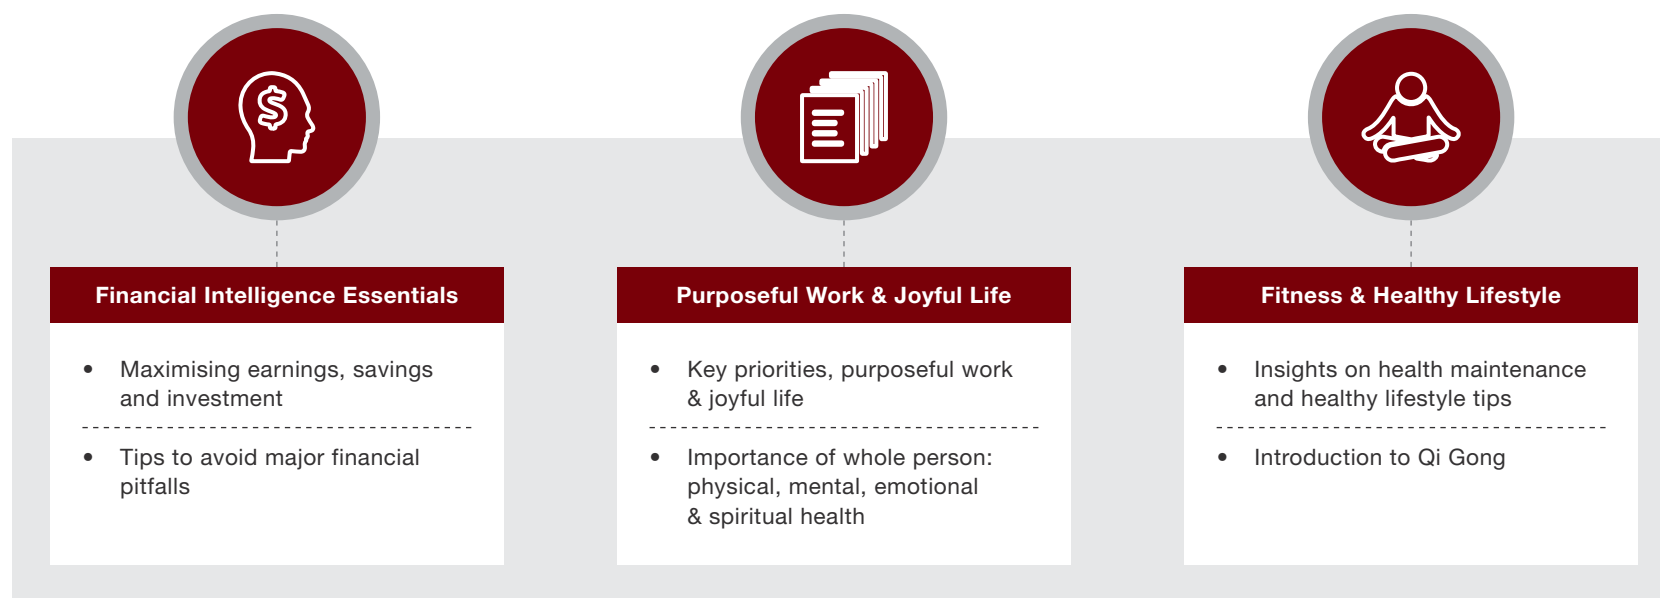 Financial Intelligence Essentials
• Maximising earnings, savings
and investment
• Tips to avoid major financial
pitfalls
Purposeful Work & Joyful Life
• Key priorities, purposeful work
& joyful life
• Importance of whole person:
physical, mental, emotional
& spiritual health
Fitness & Healthy Lifestyle
• Insights on health maintenance
and healthy lifestyle tips
• Introduction to Qi Gong